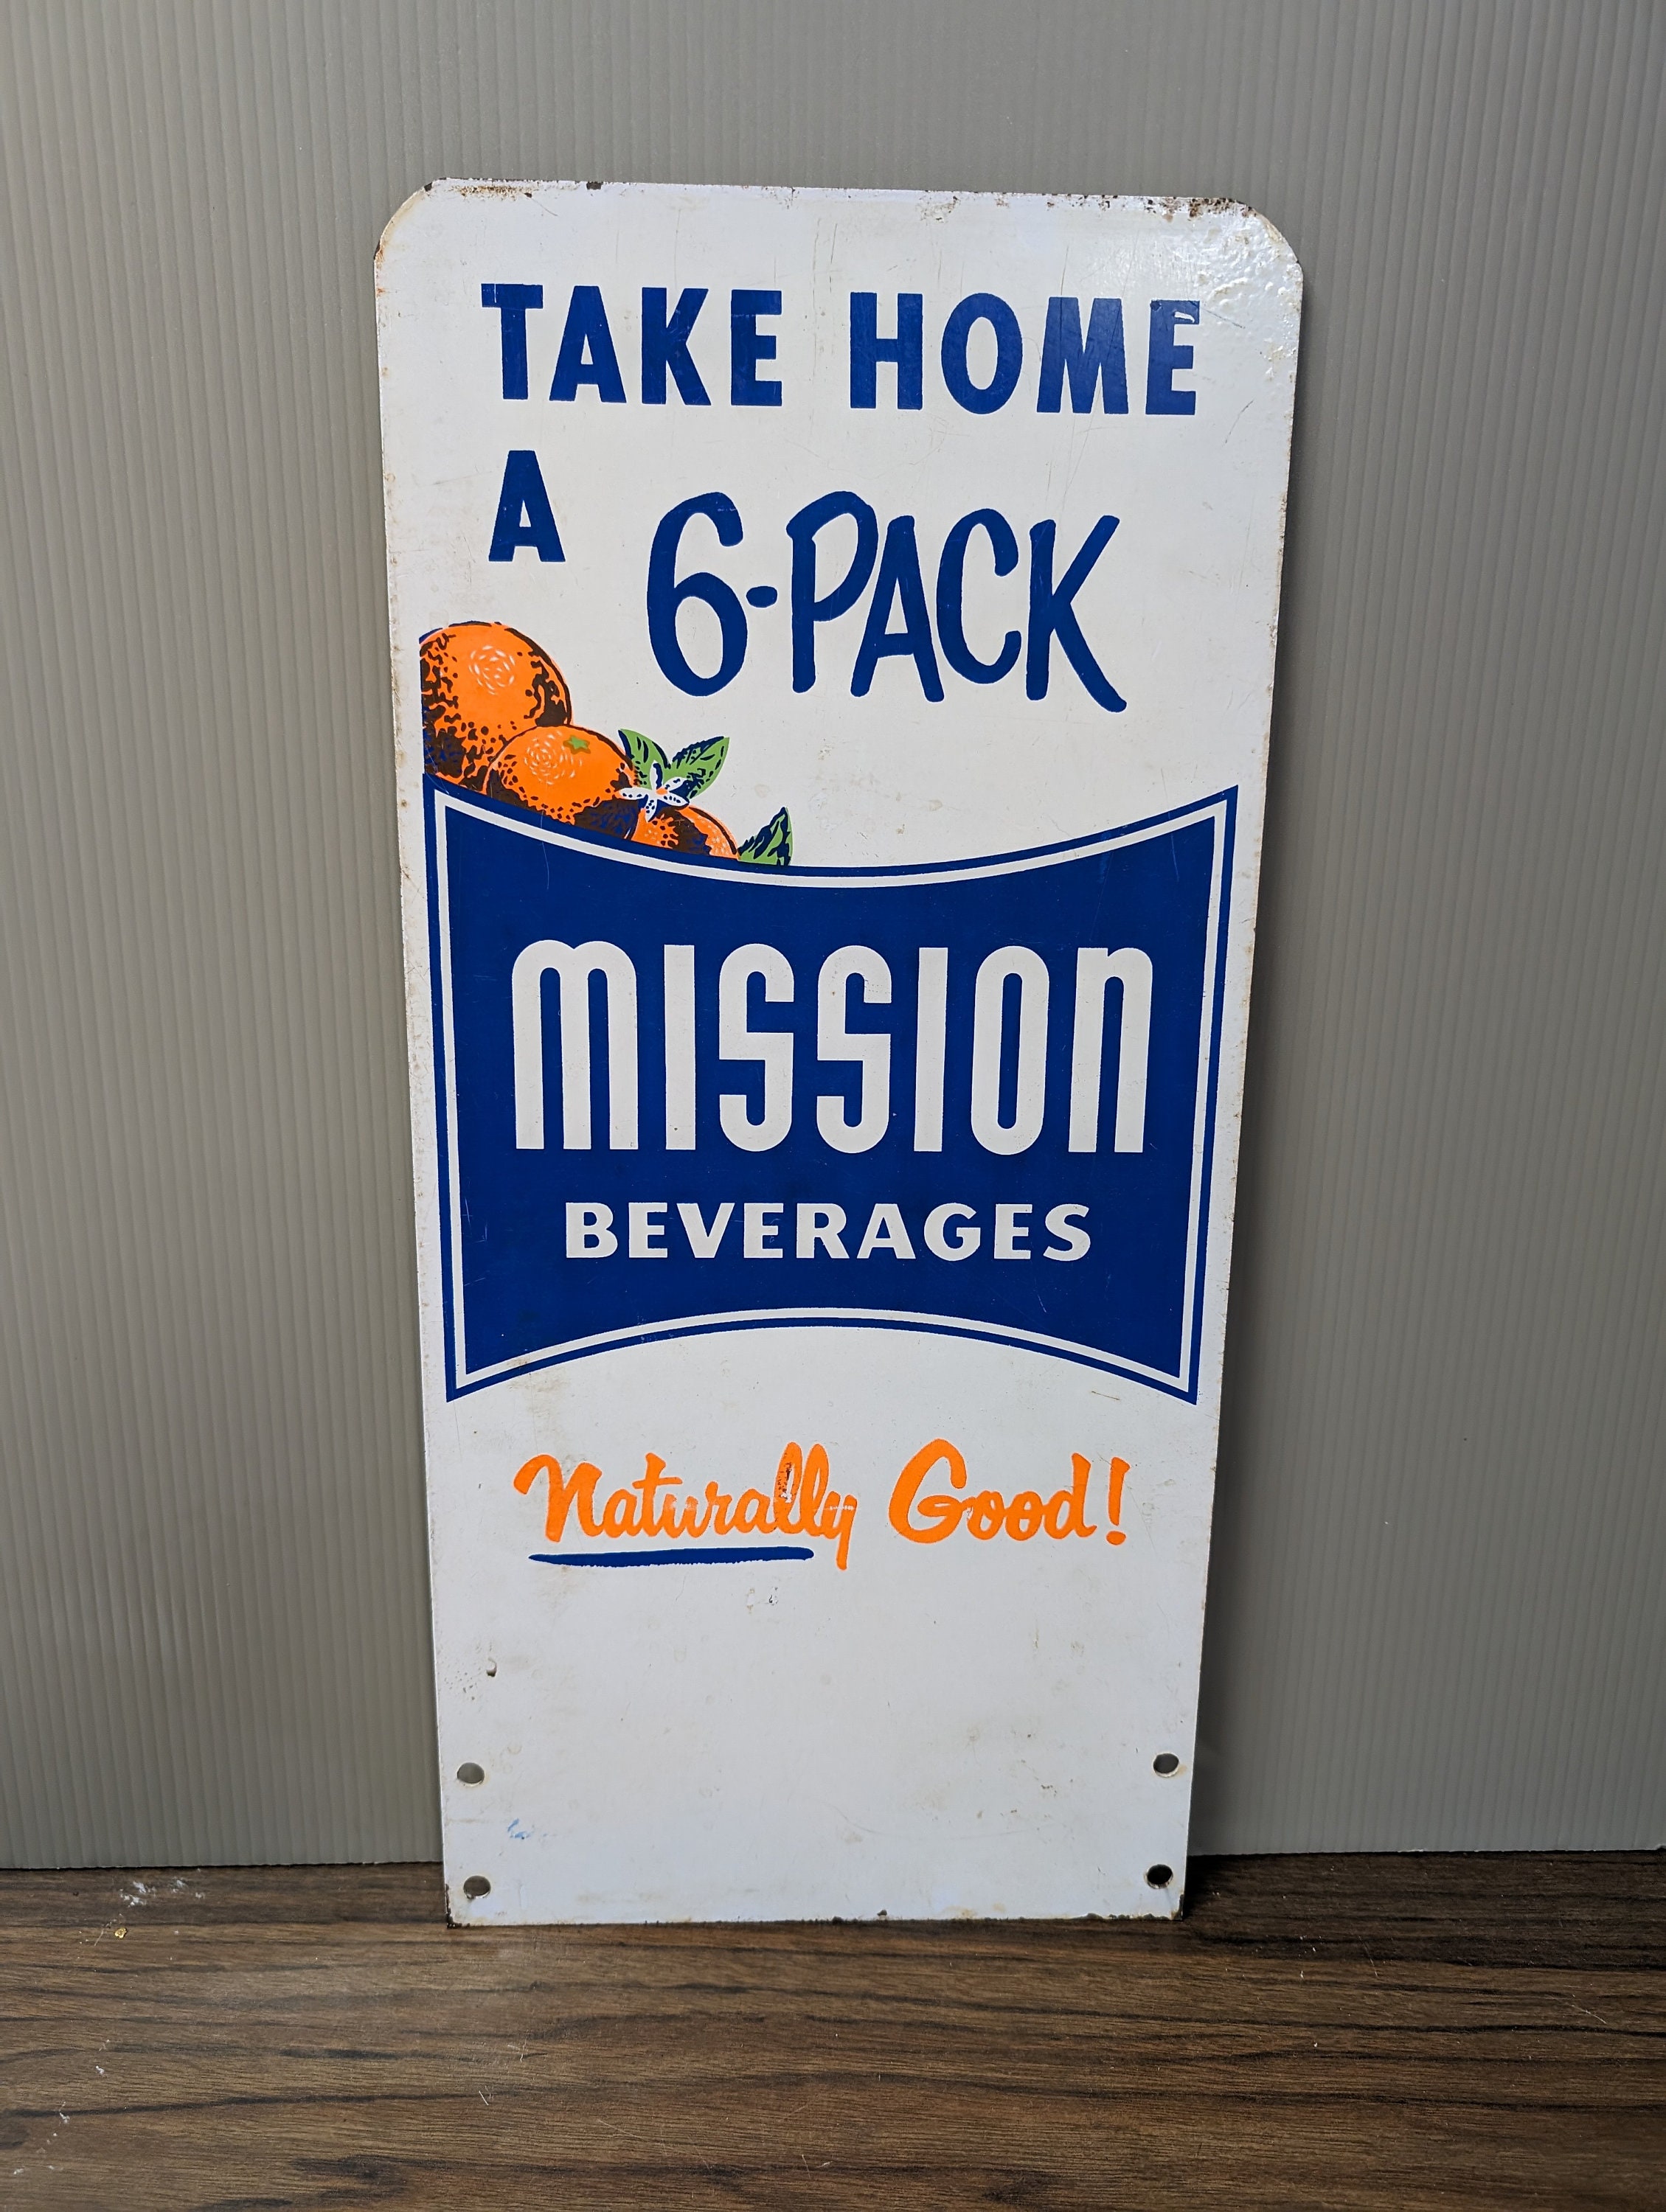 TAKE HOME
A 6-PACK
MISSION
BEVERAGES
Naturally Good!